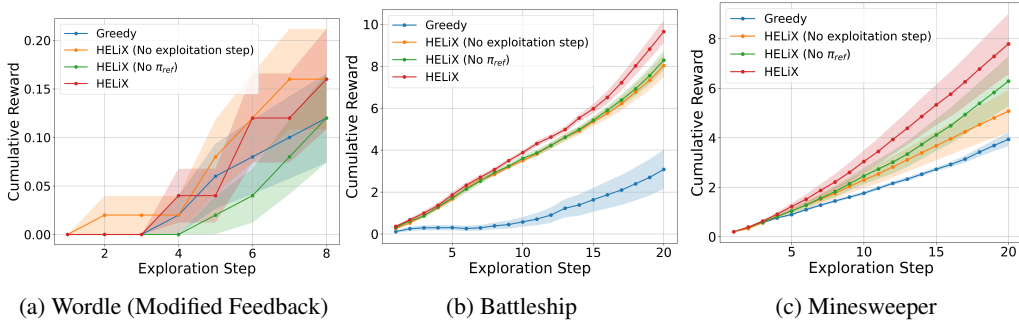 Cumulative Reward
0.20
0.15
0.10
0.05
0.00
2
4
6
8
Exploration Step
Greedy
HELiX (No exploitation step)
HELiX (No π_ref)
HELiX
(a) Wordle (Modified Feedback)
Cumulative Reward
10
8
6
4
2
0
5
10
15
20
Exploration Step
Greedy
HELiX (No exploitation step)
HELiX (No π_ref)
HELiX
(b) Battleship
Cumulative Reward
8
6
4
2
0
5
10
15
20
Exploration Step
Greedy
HELiX (No exploitation step)
HELiX (No π_ref)
HELiX
(c) Minesweeper